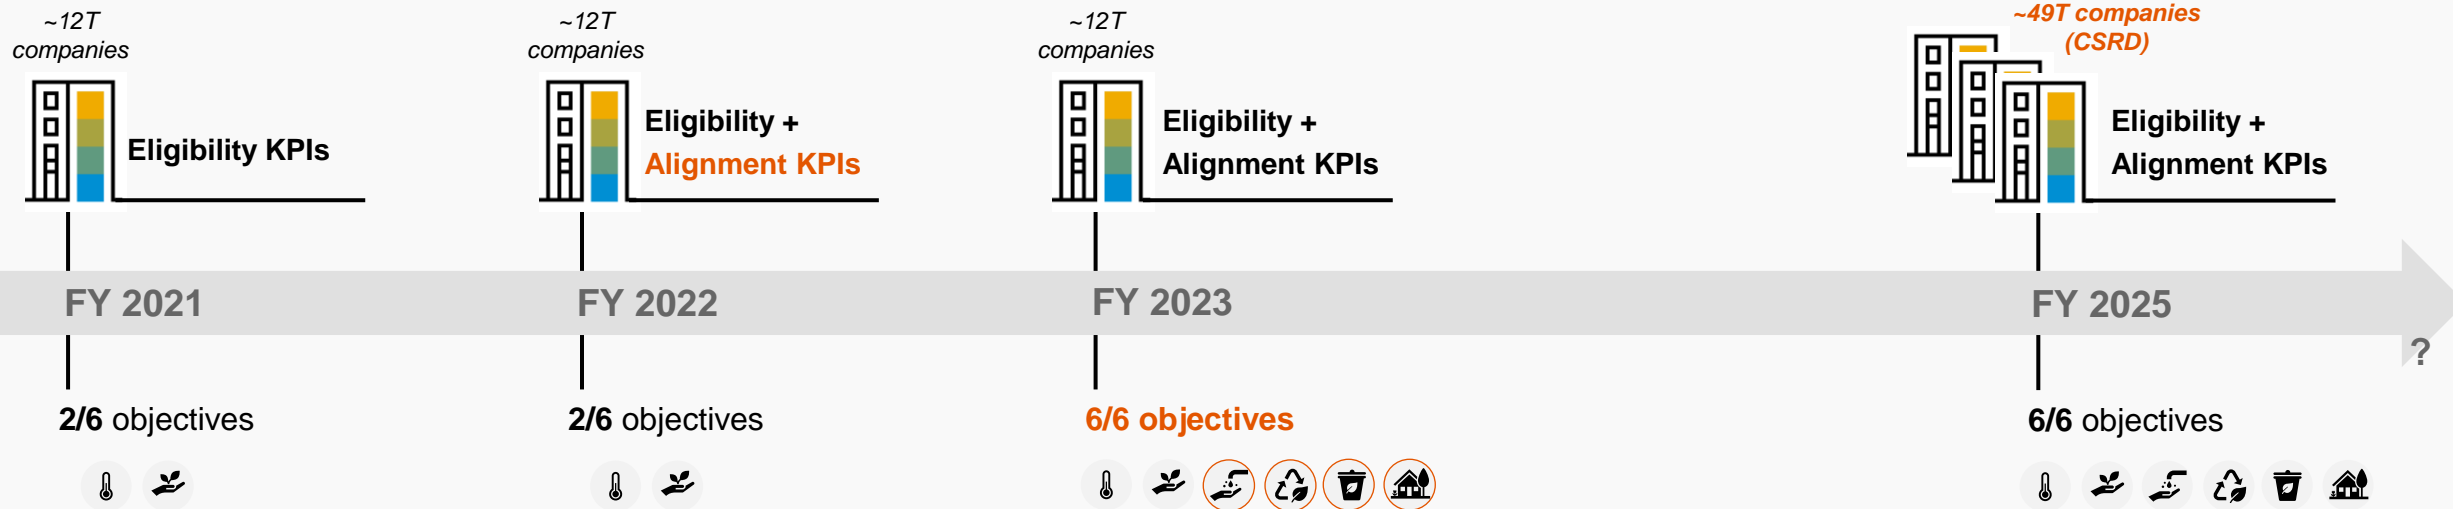 ~12T
companies
Eligibility KPIs
~12T
companies
Eligibility +
Alignment KPIs
~12T
companies
Eligibility +
Alignment KPIs
~49T companies
(CSRD)
Eligibility +
Alignment KPIs
FY 2021
FY 2022
FY 2023
FY 2025
?
2/6 objectives
2/6 objectives
6/6 objectives
6/6 objectives